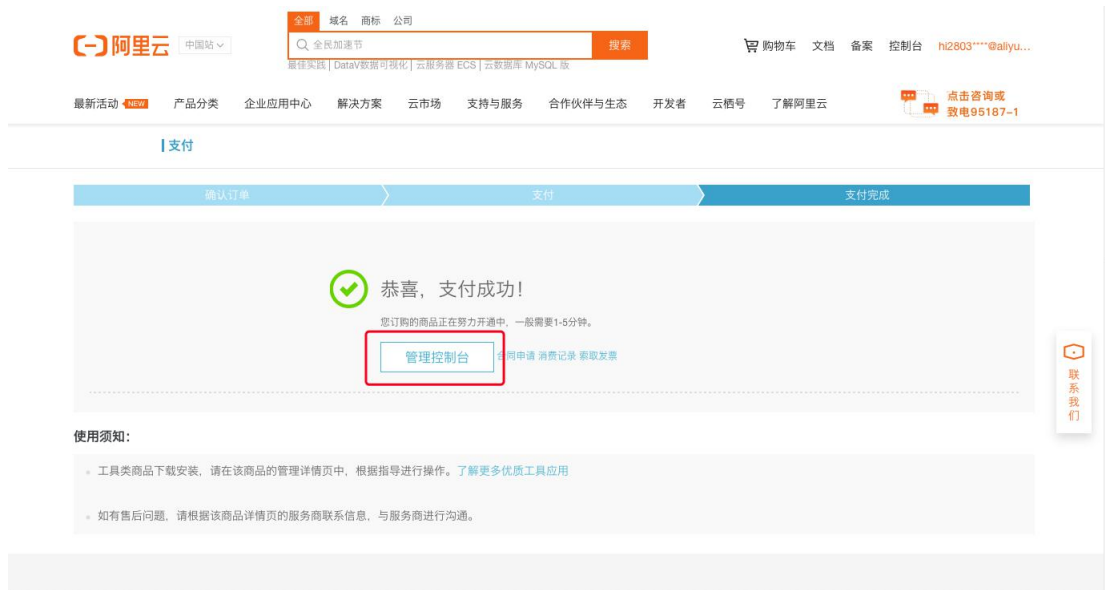 全部 域名 商标 公司
阿里云 中国站 全民加速节 搜索 购物车 文档 备案 控制台 hi2803****@aliyu...
最佳实践 | DataV数据可视化 | 云服务器 ECS | 云数据库 MySQL 版
最新活动 NEW 产品分类 企业应用中心 解决方案 云市场 支持与服务 合作伙伴与生态 开发者 云栖号 了解阿里云 点击咨询或
致电95187-1
支付
确认订单 支付 支付完成
恭喜，支付成功！
您订购的商品正在努力开通中，一般需要1-5分钟。
管理控制台 合同申请 消费记录 索取发票
联系我们
使用须知：
工具类商品下载安装，请在该商品的管理详情页中，根据指导进行操作。了解更多优质工具应用
如有售后问题，请根据该商品详情页的服务商联系信息，与服务商进行沟通。